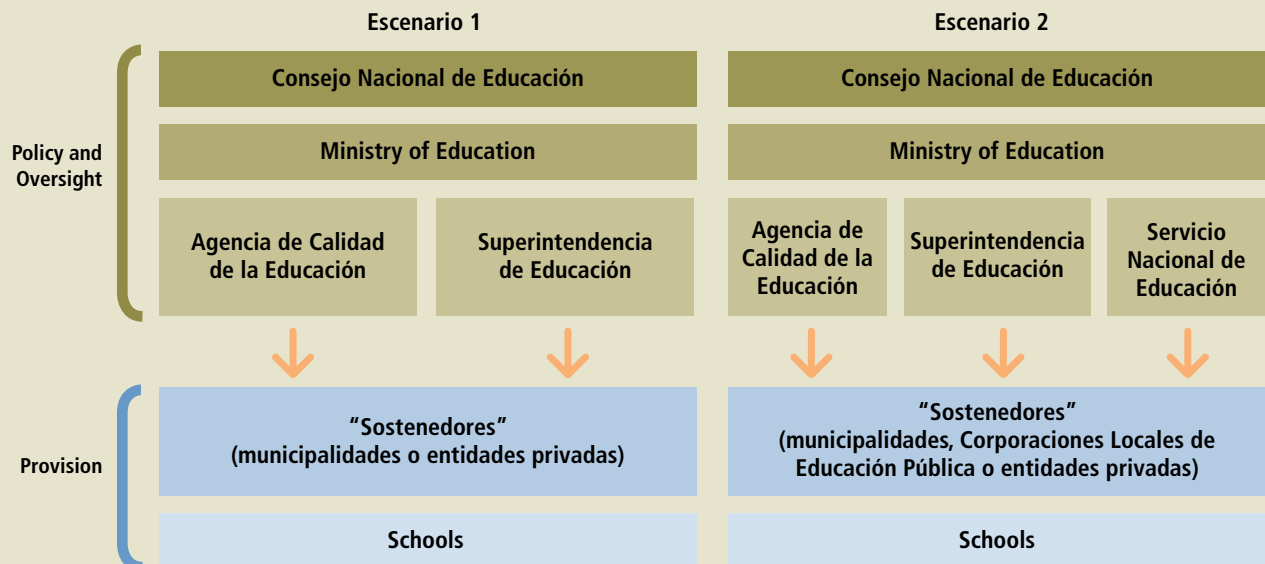 Escenario 1
Escenario 2
Policy and
Oversight
Consejo Nacional de Educación
Ministry of Education
Agencia de Calidad
de la Educación
Superintendencia
de Educación
Consejo Nacional de Educación
Ministry of Education
Agencia de
Calidad de la
Educación
Superintendencia
de Educación
Servicio
Nacional de
Educación
Provision
“Sostenedores”
(municipalidades o entidades privadas)
Schools
“Sostenedores”
(municipalidades, Corporaciones Locales de
Educación Pública o entidades privadas)
Schools